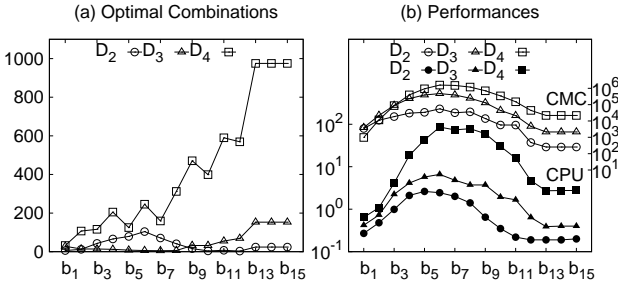 (a) Optimal Combinations
D2 D3 D4
1000
800
600
400
200
0
b1 b3 b5 b7 b9 b11 b13 b15
(b) Performances
D2 D3 D4
D2 D3 D4
CMC
CPU
10^2
10^1
10^0
10^-1
10^6
10^5
10^4
10^3
10^2
10^1
b1 b3 b5 b7 b9 b11 b13 b15